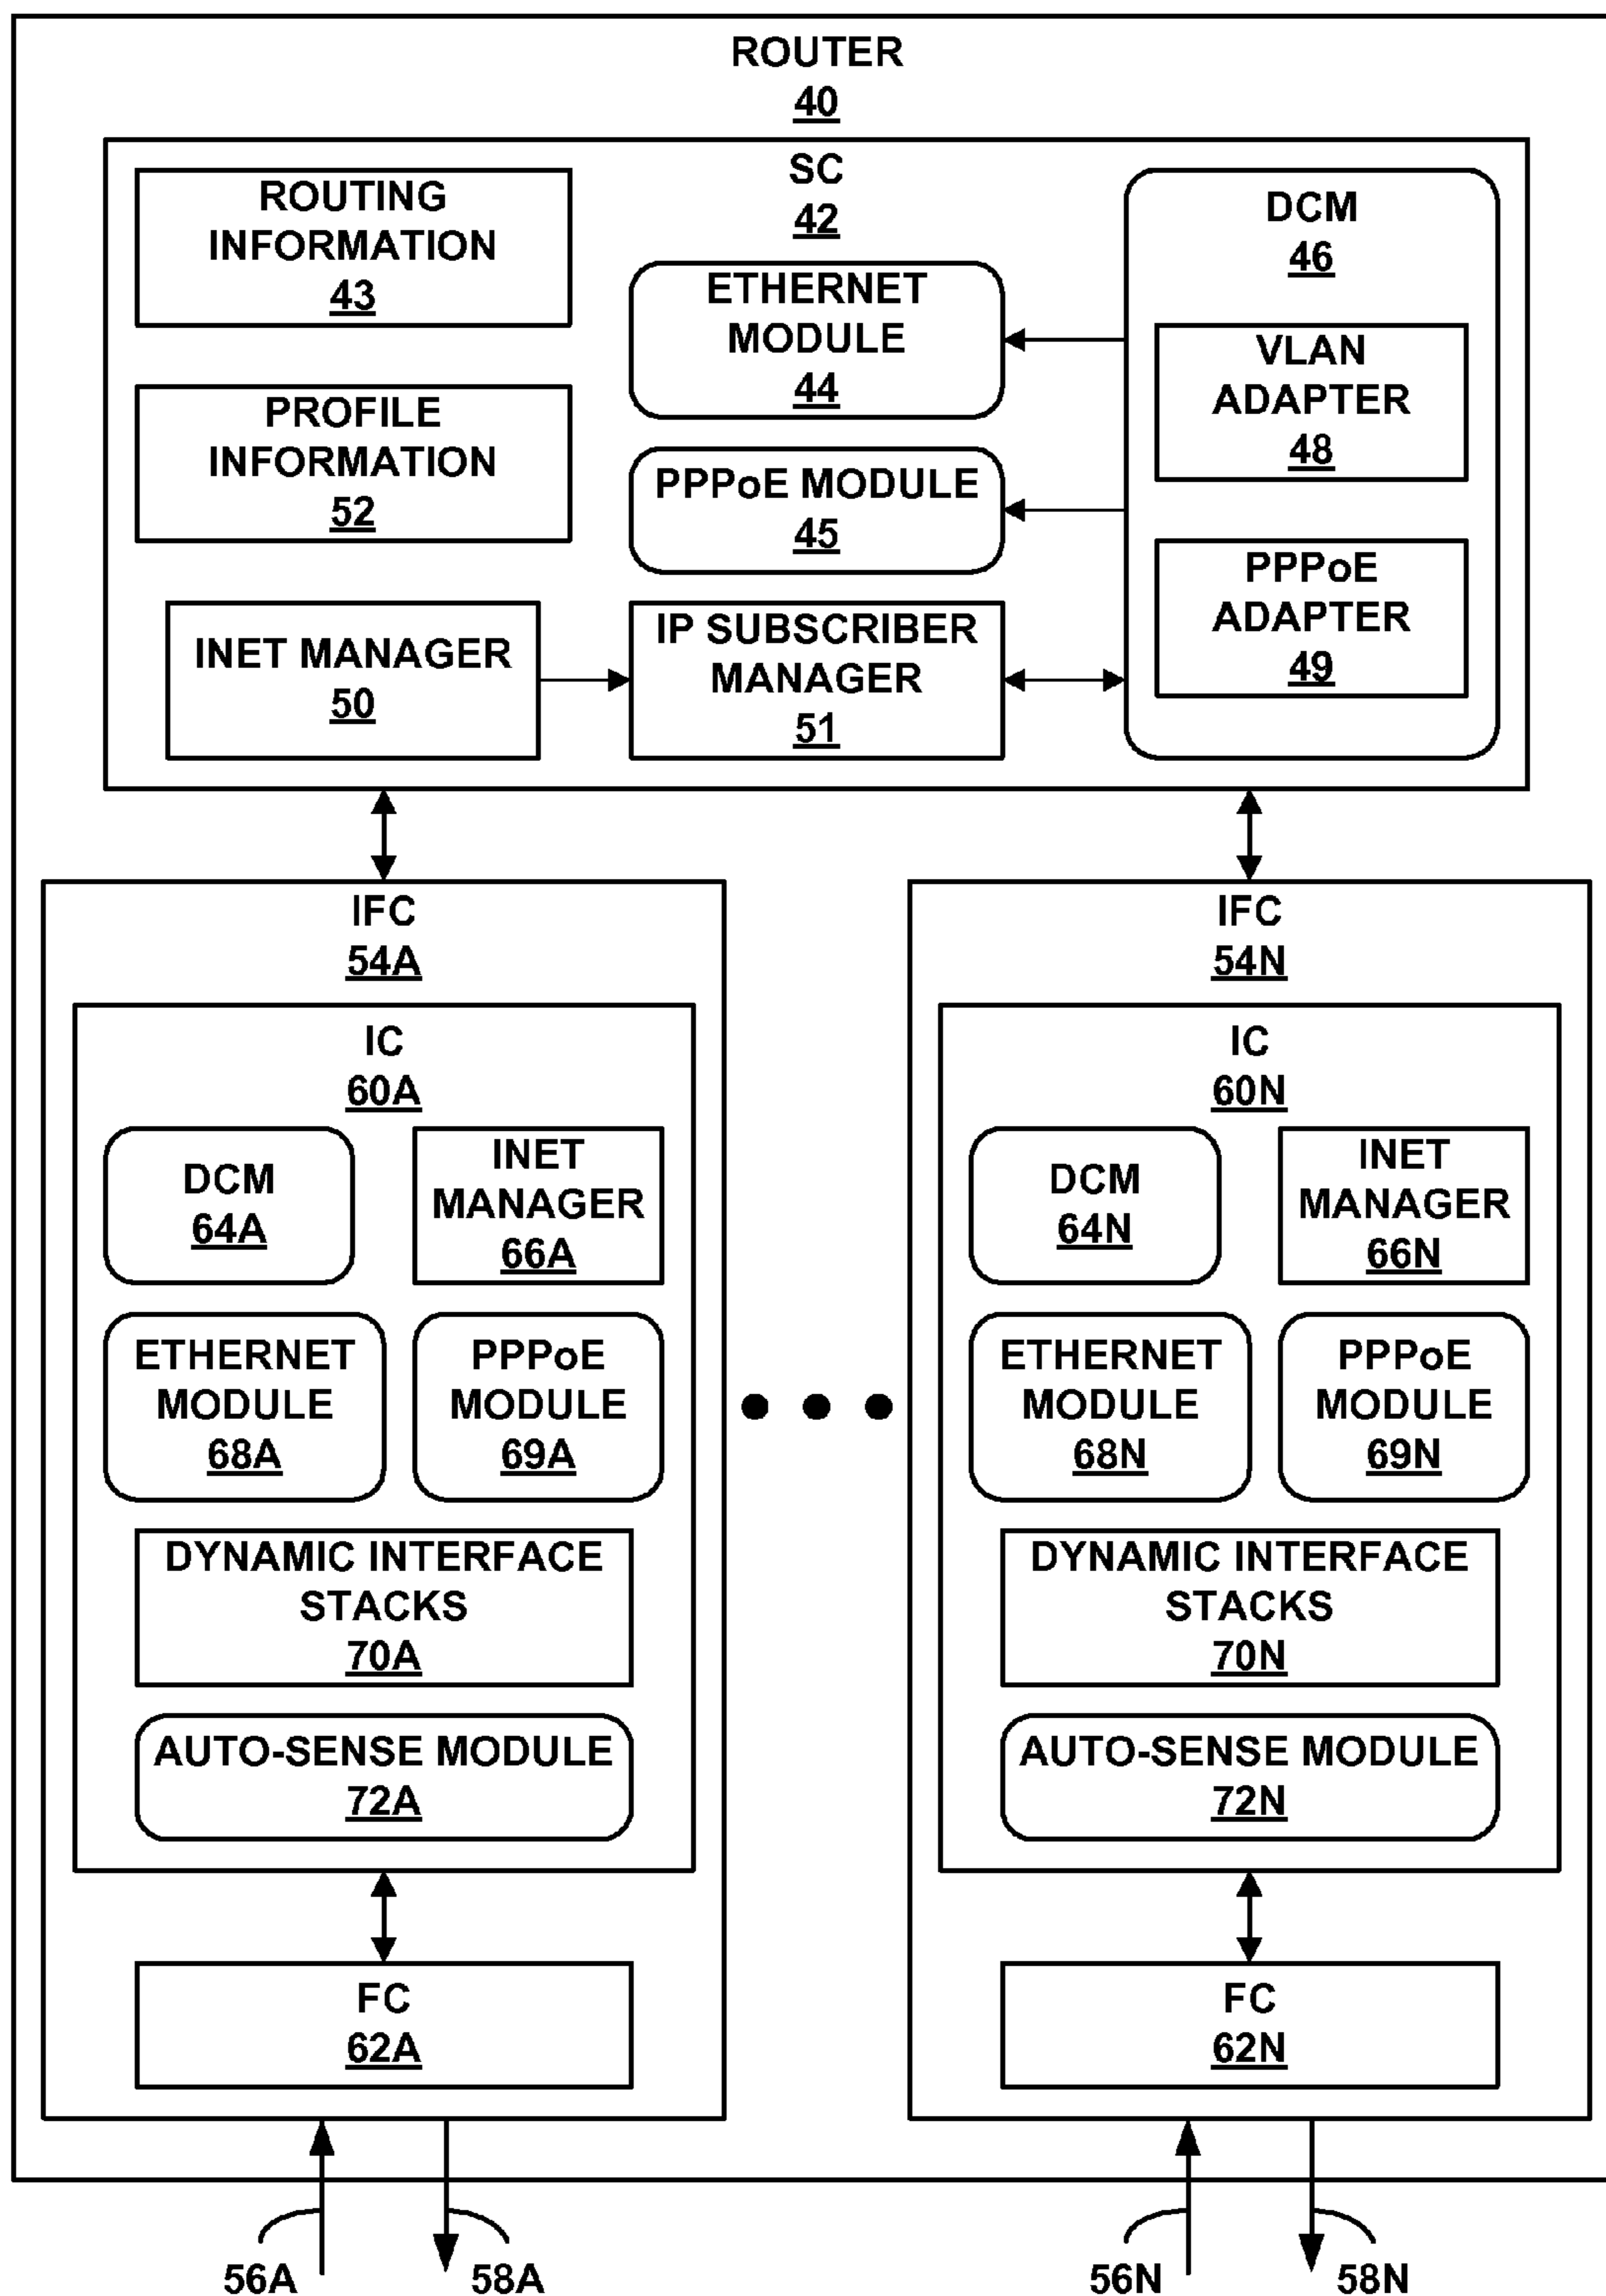 ROUTER
40
SC
42
ROUTING
INFORMATION
43
ETHERNET
MODULE
44
DCM
46
VLAN
ADAPTER
48
PROFILE
INFORMATION
52
PPPoE MODULE
45
PPPoE
ADAPTER
49
INET MANAGER
50
IP SUBSCRIBER
MANAGER
51
IFC
54A
IC
60A
DCM
64A
INET
MANAGER
66A
ETHERNET
MODULE
68A
PPPoE
MODULE
69A
DYNAMIC INTERFACE
STACKS
70A
AUTO-SENSE MODULE
72A
FC
62A
56A
58A
IFC
54N
IC
60N
DCM
64N
INET
MANAGER
66N
ETHERNET
MODULE
68N
PPPoE
MODULE
69N
DYNAMIC INTERFACE
STACKS
70N
AUTO-SENSE MODULE
72N
FC
62N
56N
58N